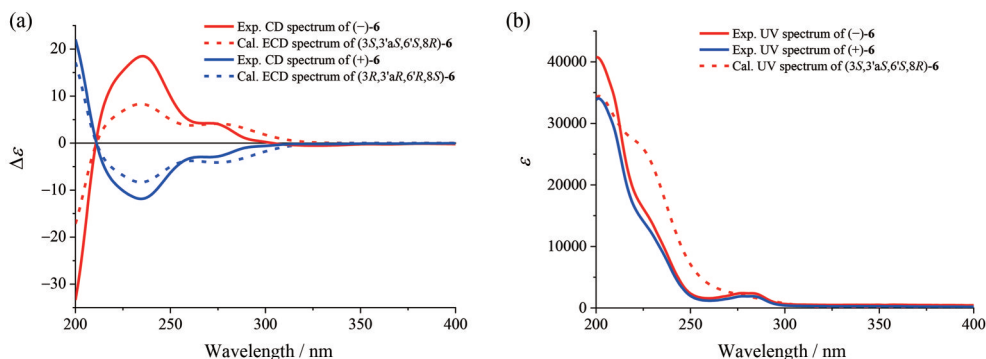 (a)
Exp. CD spectrum of (−)-6
Cal. ECD spectrum of (3S,3'aS,6'S,8R)-6
Exp. CD spectrum of (+)-6
Cal. ECD spectrum of (3R,3'aR,6'R,8S)-6
20
10
0
−10
−20
−30
Δε
200
250
300
350
400
Wavelength / nm
(b)
Exp. UV spectrum of (−)-6
Exp. UV spectrum of (+)-6
Cal. UV spectrum of (3S,3'aS,6'S,8R)-6
40000
30000
20000
10000
0
ε
200
250
300
350
400
Wavelength / nm